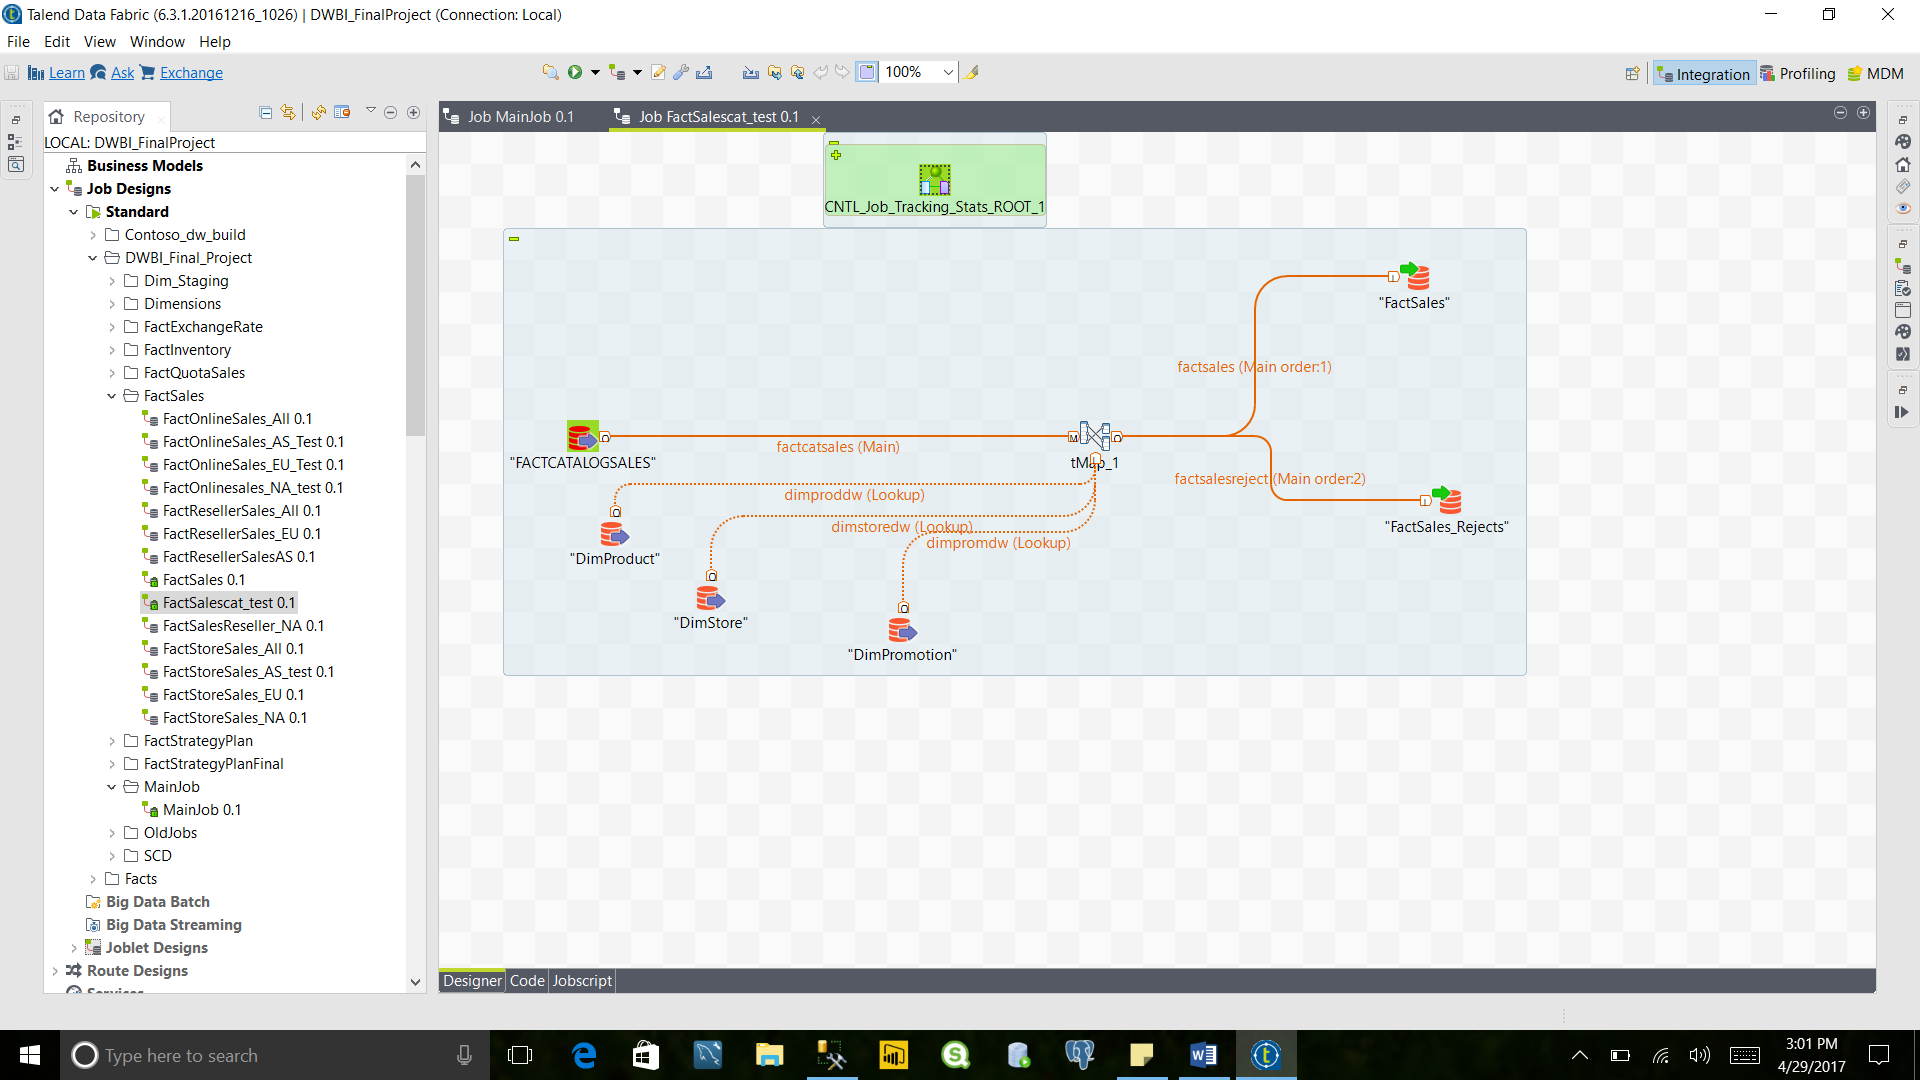 Talend Data Fabric (6.3.1.20161216_1026) | DWBI_FinalProject (Connection: Local)
File Edit View Window Help
Learn Ask Exchange
100%
Integration Profiling MDM
Repository
LOCAL: DWBI_FinalProject
Business Models
Job Designs
Standard
Contoso_dw_build
DWBI_Final_Project
Dim_Staging
Dimensions
FactExchangeRate
FactInventory
FactQuotaSales
FactSales
FactOnlineSales_All 0.1
FactOnlineSales_AS_Test 0.1
FactOnlineSales_EU_Test 0.1
FactOnlinesales_NA_test 0.1
FactResellerSales_All 0.1
FactResellerSales_EU 0.1
FactResellerSalesAS 0.1
FactSales 0.1
FactSalescat_test 0.1
FactSalesReseller_NA 0.1
FactStoreSales_All 0.1
FactStoreSales_AS_test 0.1
FactStoreSales_EU 0.1
FactStoreSales_NA 0.1
FactStrategyPlan
FactStrategyPlanFinal
MainJob
MainJob 0.1
OldJobs
SCD
Facts
Big Data Batch
Big Data Streaming
Joblet Designs
Route Designs
Services
Job MainJob 0.1
Job FactSalescat_test 0.1
CNTL_Job_Tracking_Stats_ROOT_1
"FactSales"
factsales (Main order:1)
"FACTCATALOGSALES"
factcatsales (Main)
tMap_1
factsalesreject (Main order:2)
"FactSales_Rejects"
dimproddw (Lookup)
dimstoredw (Lookup)
dimpromdw (Lookup)
"DimProduct"
"DimStore"
"DimPromotion"
Designer Code Jobscript
Type here to search
3:01 PM
4/29/2017